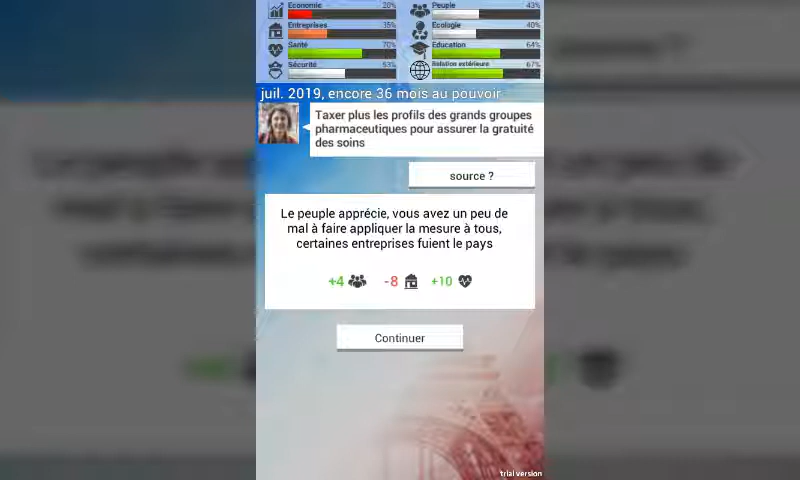 Economie 20%
Peuple 43%
Entreprises 35%
Ecologie 40%
Santé 70%
Education 64%
Sécurité 53%
Relation extérieure 67%
juil. 2019, encore 36 mois au pouvoir
Taxer plus les profils des grands groupes
pharmaceutiques pour assurer la gratuité
des soins
source ?
Le peuple apprécie, vous avez un peu de
mal à faire appliquer la mesure à tous,
certaines entreprises fuient le pays
+4 -8 +10
Continuer
trial version